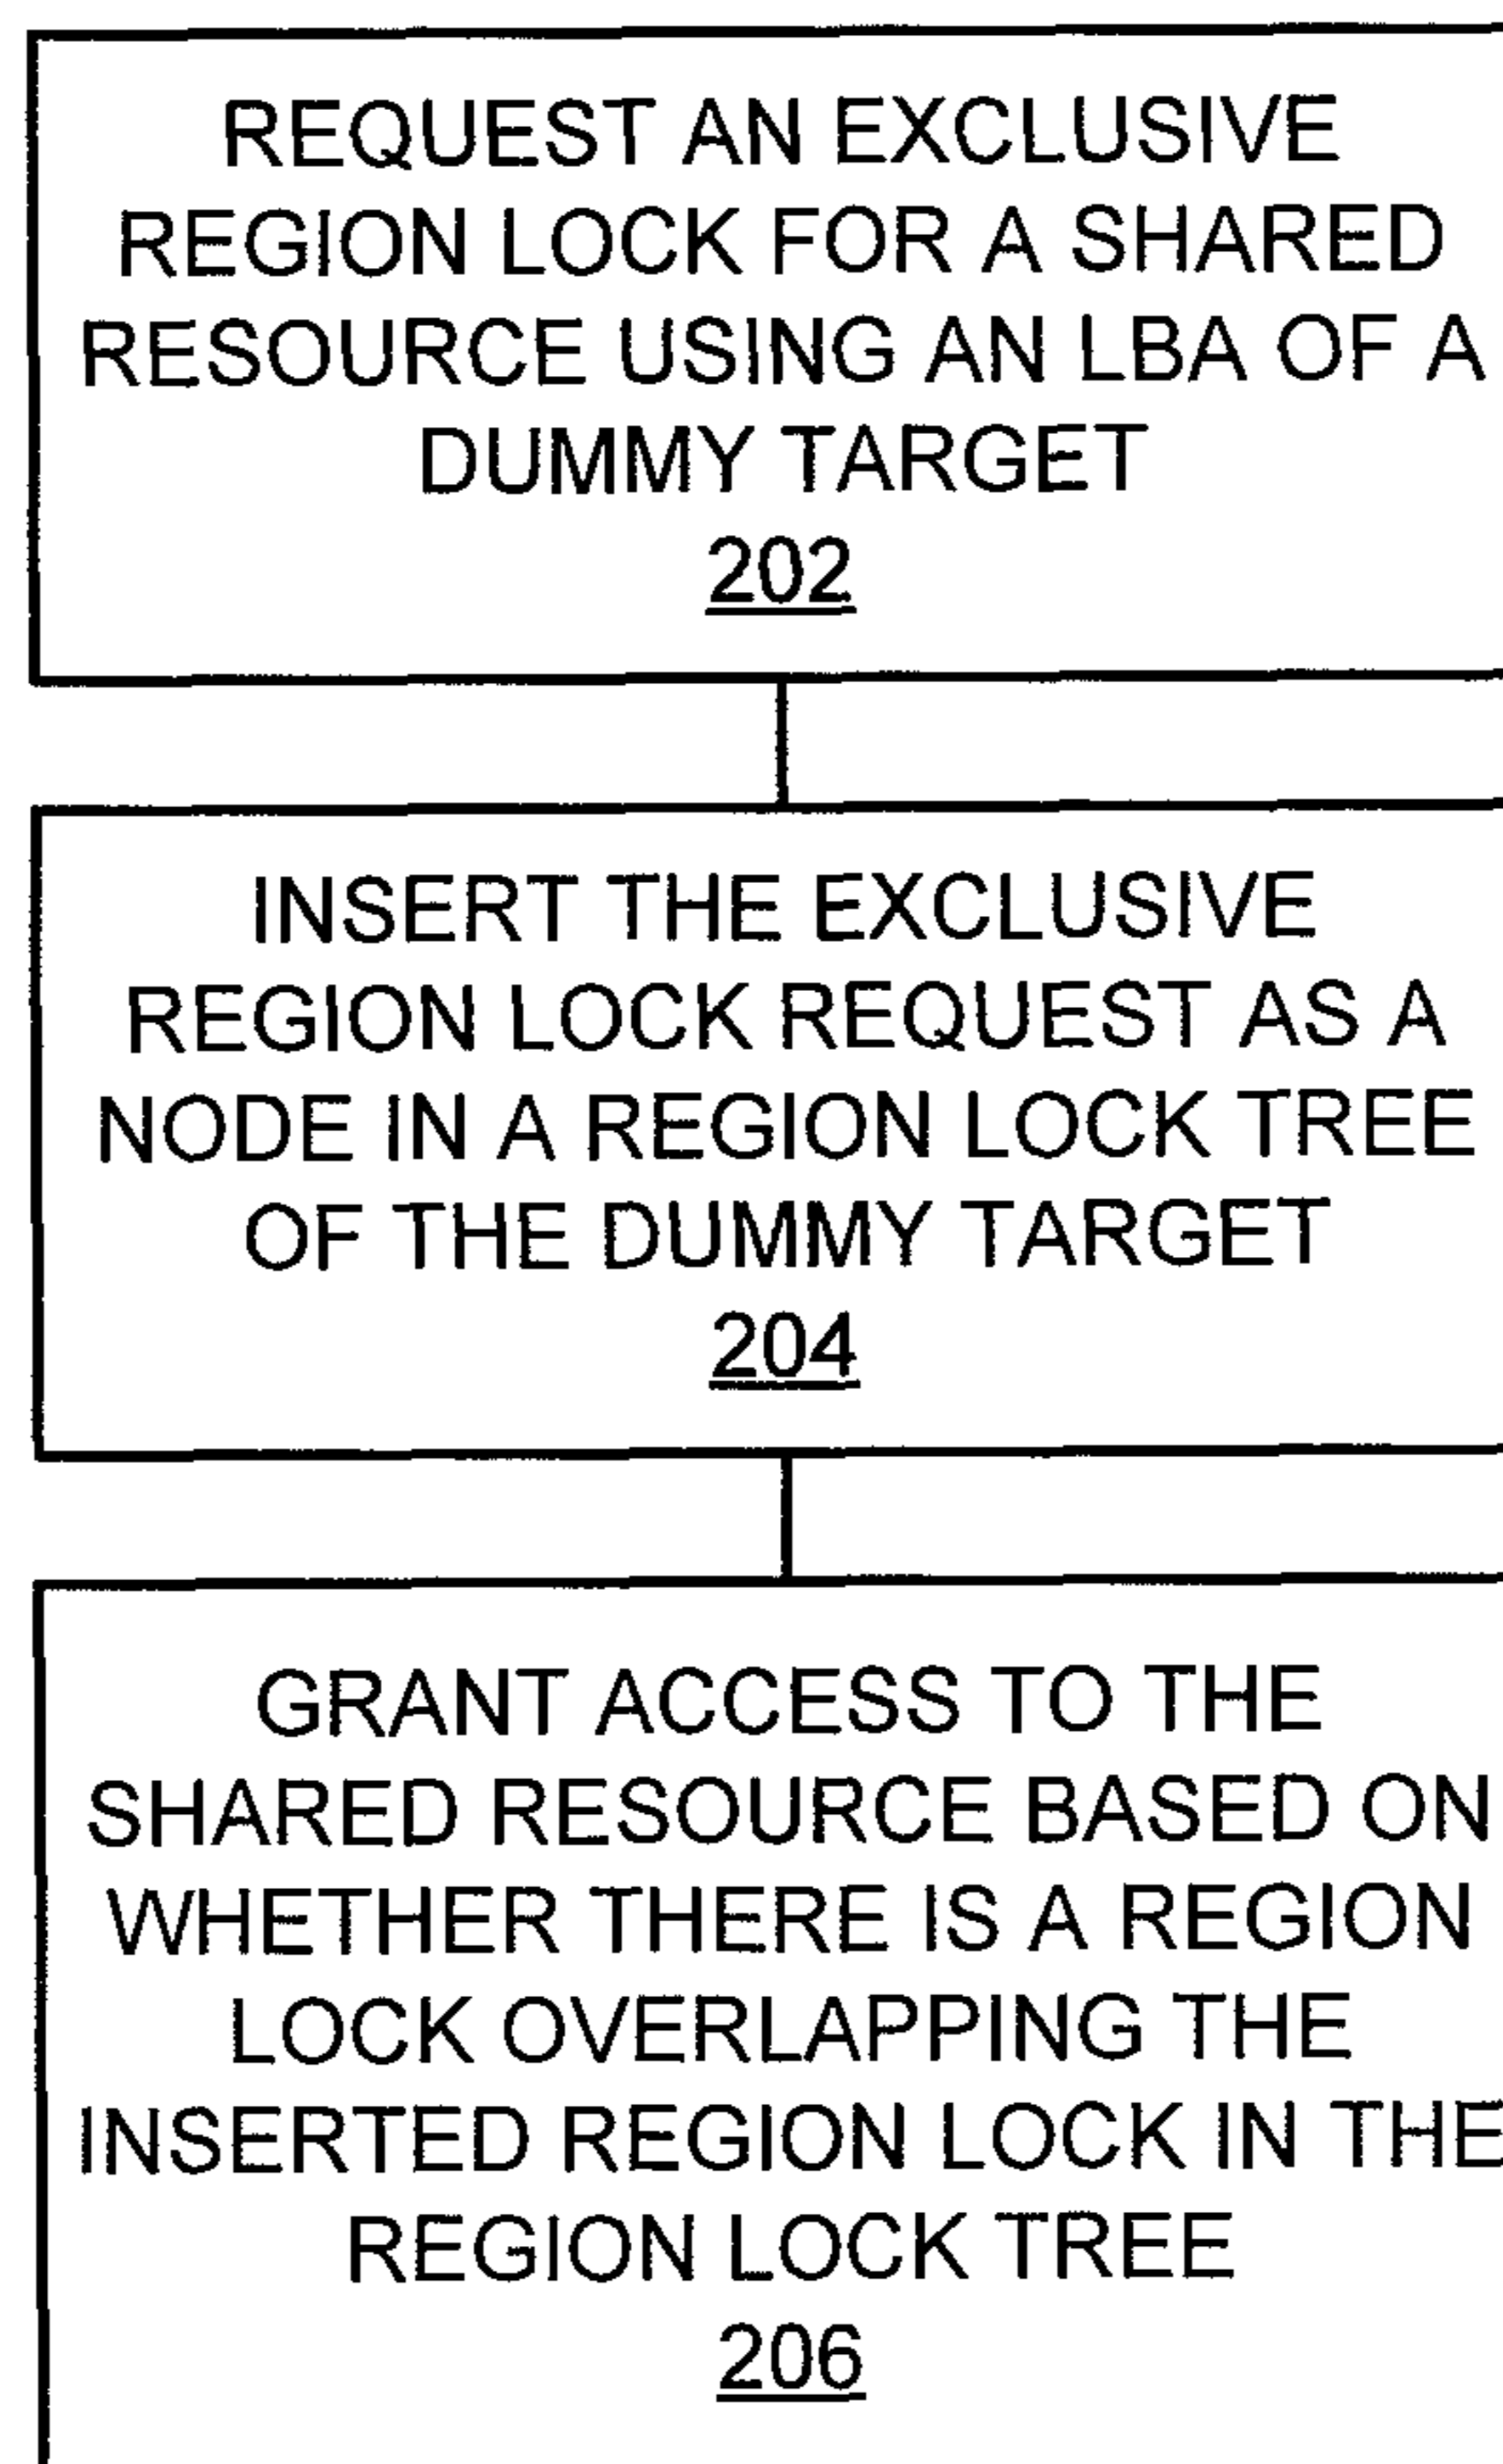 REQUEST AN EXCLUSIVE
REGION LOCK FOR A SHARED
RESOURCE USING AN LBA OF A
DUMMY TARGET
202
INSERT THE EXCLUSIVE
REGION LOCK REQUEST AS A
NODE IN A REGION LOCK TREE
OF THE DUMMY TARGET
204
GRANT ACCESS TO THE
SHARED RESOURCE BASED ON
WHETHER THERE IS A REGION
LOCK OVERLAPPING THE
INSERTED REGION LOCK IN THE
REGION LOCK TREE
206